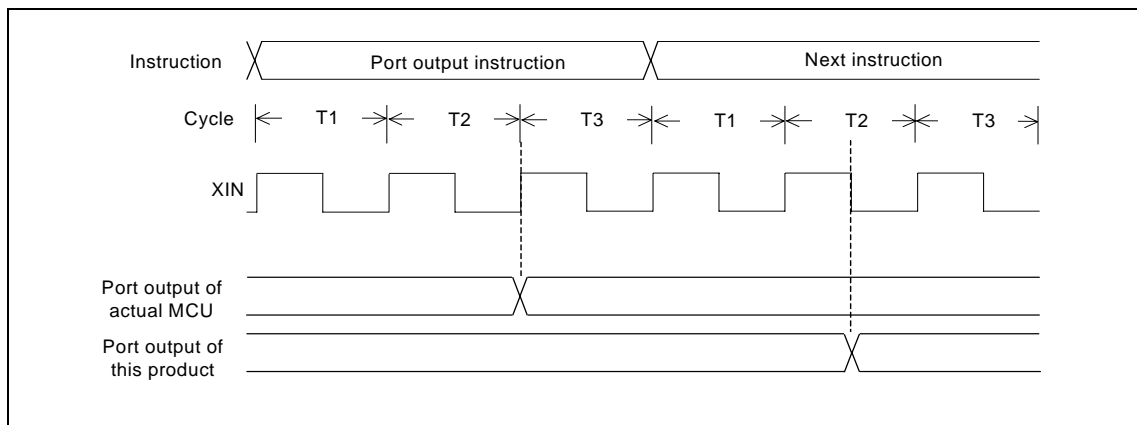 Instruction
Port output instruction
Next instruction
Cycle
T1
T2
T3
T1
T2
T3
XIN
Port output of
actual MCU
Port output of
this product